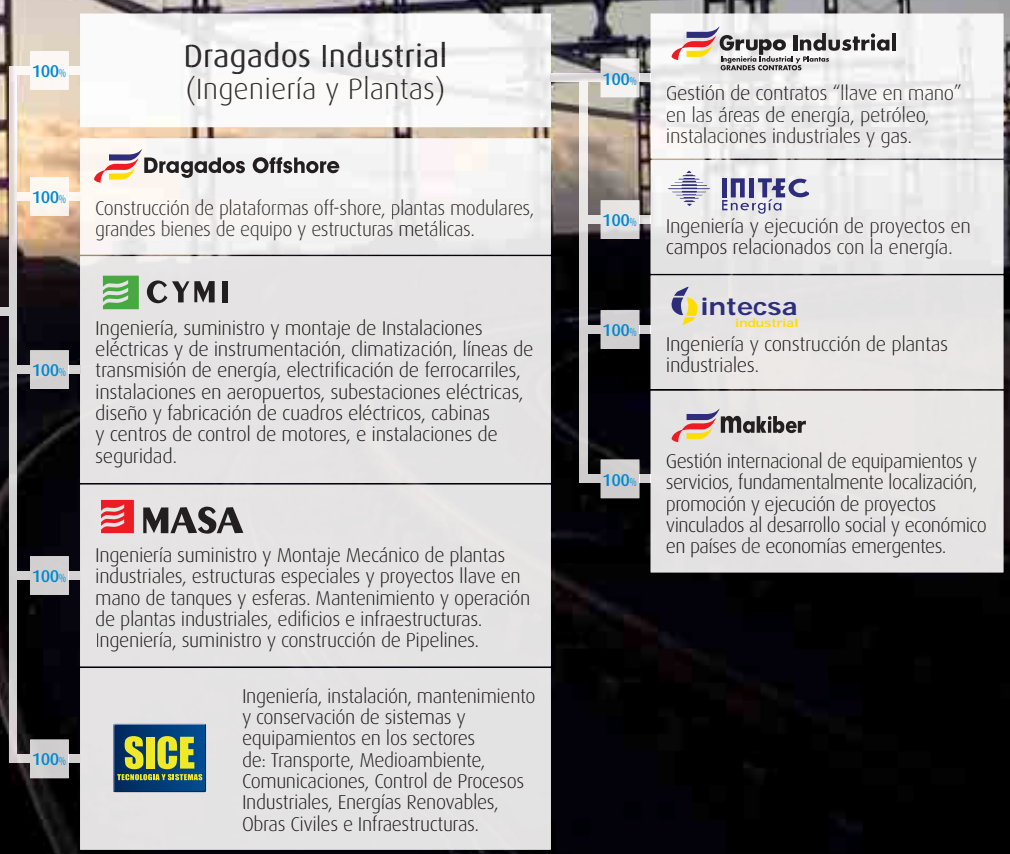 100%
Dragados Industrial
(Ingeniería y Plantas)
100%
Dragados Offshore
Construcción de plataformas off-shore, plantas modulares,
grandes bienes de equipo y estructuras metálicas.
100%
CYMI
Ingeniería, suministro y montaje de Instalaciones
eléctricas y de instrumentación, climatización, líneas de
transmisión de energía, electrificación de ferrocarriles,
instalaciones en aeropuertos, subestaciones eléctricas,
diseño y fabricación de cuadros eléctricos, cabinas
y centros de control de motores, e instalaciones de
seguridad.
100%
MASA
Ingeniería suministro y Montaje Mecánico de plantas
industriales, estructuras especiales y proyectos llave en
mano de tanques y esferas. Mantenimiento y operación
de plantas industriales, edificios e infraestructuras.
Ingeniería, suministro y construcción de Pipelines.
100%
SICE
TECNOLOGIA Y SISTEMAS
Ingeniería, instalación, mantenimiento
y conservación de sistemas y
equipamientos en los sectores
de: Transporte, Medioambiente,
Comunicaciones, Control de Procesos
Industriales, Energías Renovables,
Obras Civiles e Infraestructuras.
100%
Grupo Industrial
Ingeniería Industrial y Plantas
GRANDES CONTRATOS
Gestión de contratos "llave en mano"
en las áreas de energía, petróleo,
instalaciones industriales y gas.
100%
INITEC
Energía
Ingeniería y ejecución de proyectos en
campos relacionados con la energía.
100%
intecsa
industrial
Ingeniería y construcción de plantas
industriales.
100%
Makiber
Gestión internacional de equipamientos y
servicios, fundamentalmente localización,
promoción y ejecución de proyectos
vinculados al desarrollo social y económico
en países de economías emergentes.